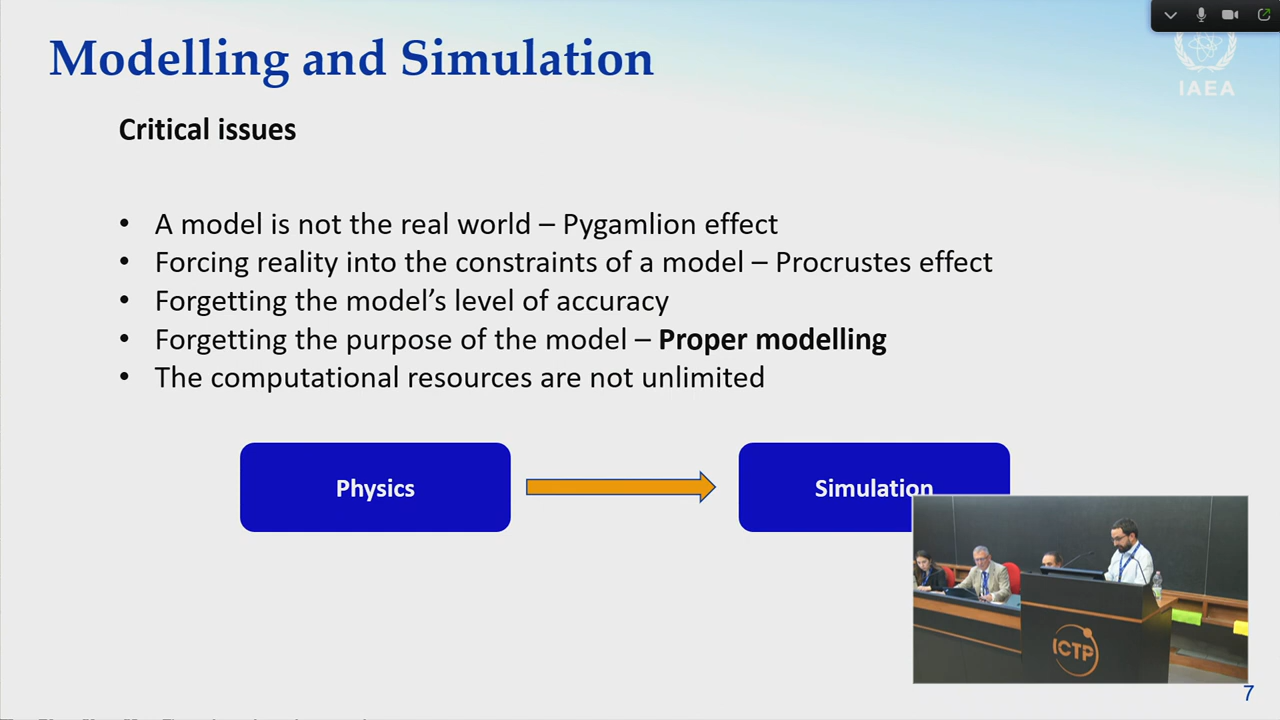 Modelling and Simulation
IAEA
Critical issues
• A model is not the real world – Pygamlion effect
• Forcing reality into the constraints of a model – Procrustes effect
• Forgetting the model’s level of accuracy
• Forgetting the purpose of the model – Proper modelling
• The computational resources are not unlimited
Physics
Simulation
ICTP
7